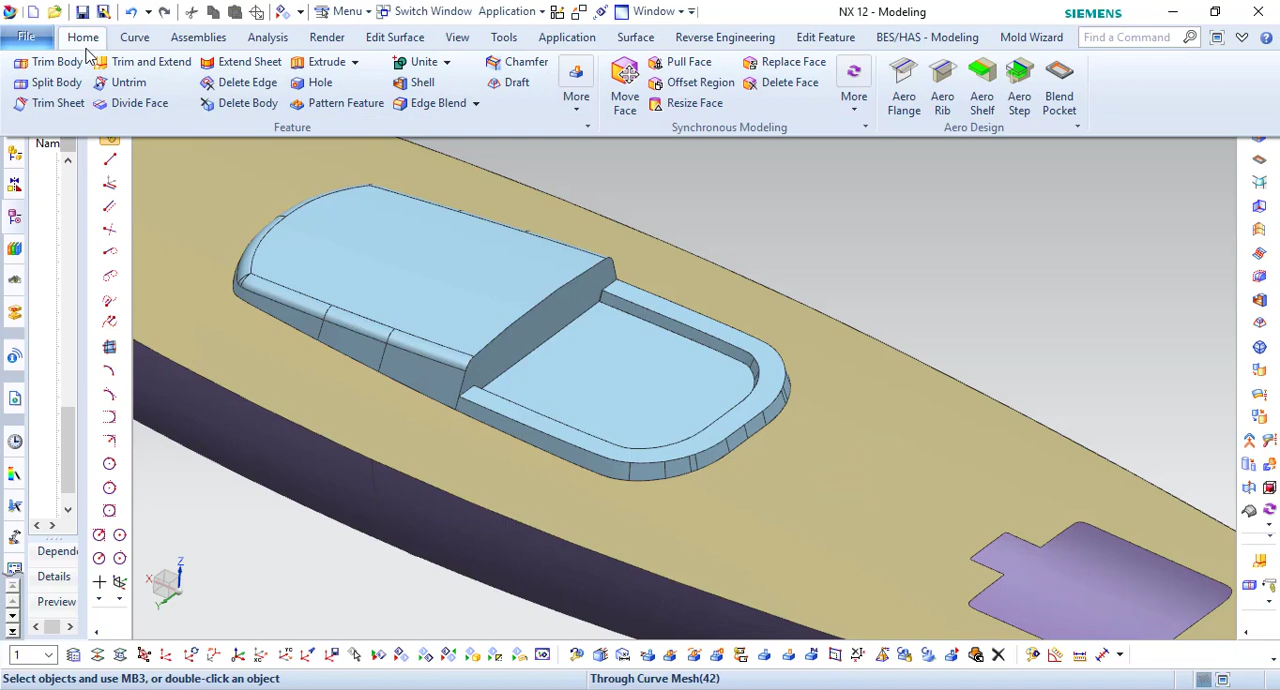 Menu Switch Window Application Window NX 12 - Modeling SIEMENS
File Home Curve Assemblies Analysis Render Edit Surface View Tools Application Surface Reverse Engineering Edit Feature BES/HAS - Modeling Mold Wizard Find a Command
Trim Body Trim and Extend Extend Sheet Extrude Unite Chamfer Pull Face Replace Face
Split Body Untrim Delete Edge Hole Shell Draft Offset Region Delete Face
Trim Sheet Divide Face Delete Body Pattern Feature Edge Blend More Move Face Resize Face More Aero Flange Aero Rib Aero Shelf Aero Step Blend Pocket
Feature Synchronous Modeling Aero Design
Nam
Depende
Details
Preview
Z
X
Y
1
Select objects and use MB3, or double-click an object Through Curve Mesh(42)